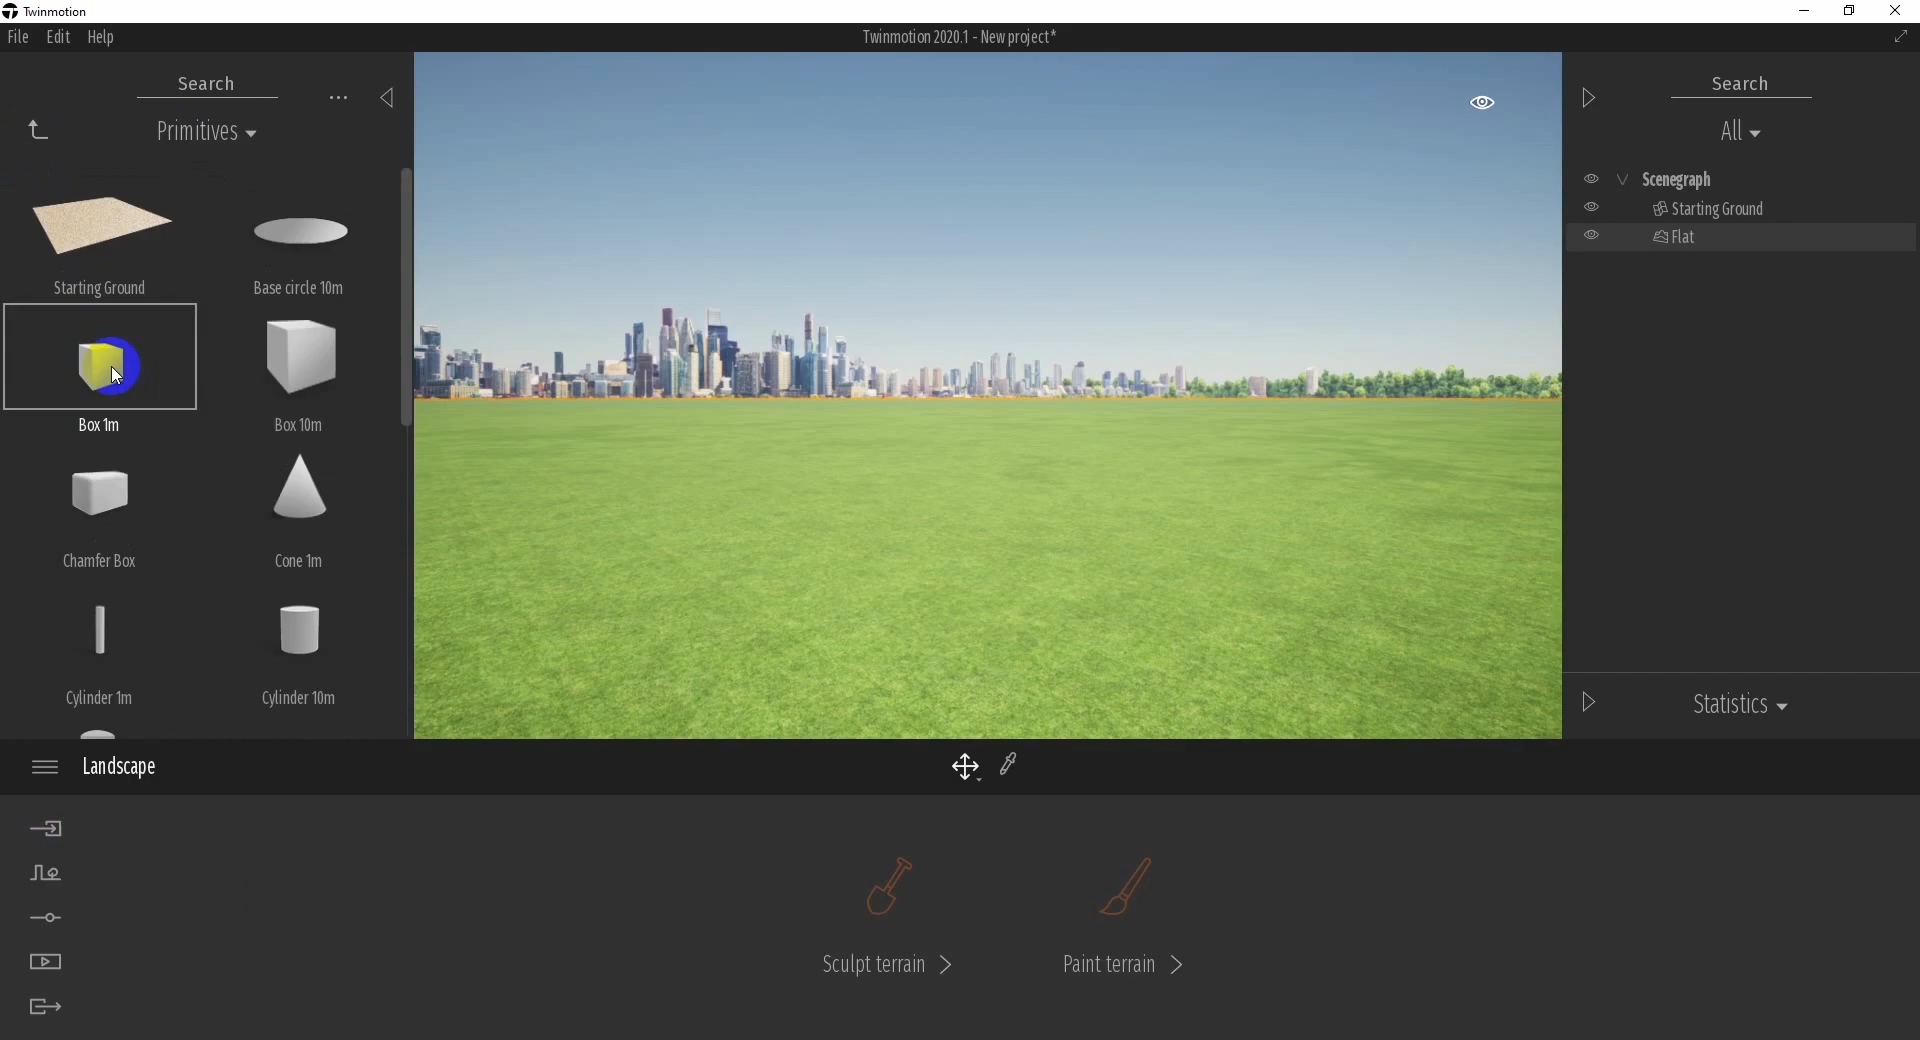 Twinmotion
File Edit Help
Twinmotion 2020.1 - New project*
Search
...
Primitives
Starting Ground
Base circle 10m
Box 1m
Box 10m
Chamfer Box
Cone 1m
Cylinder 1m
Cylinder 10m
Search
All
Scenegraph
Starting Ground
Flat
Statistics
Landscape
Sculpt terrain
Paint terrain